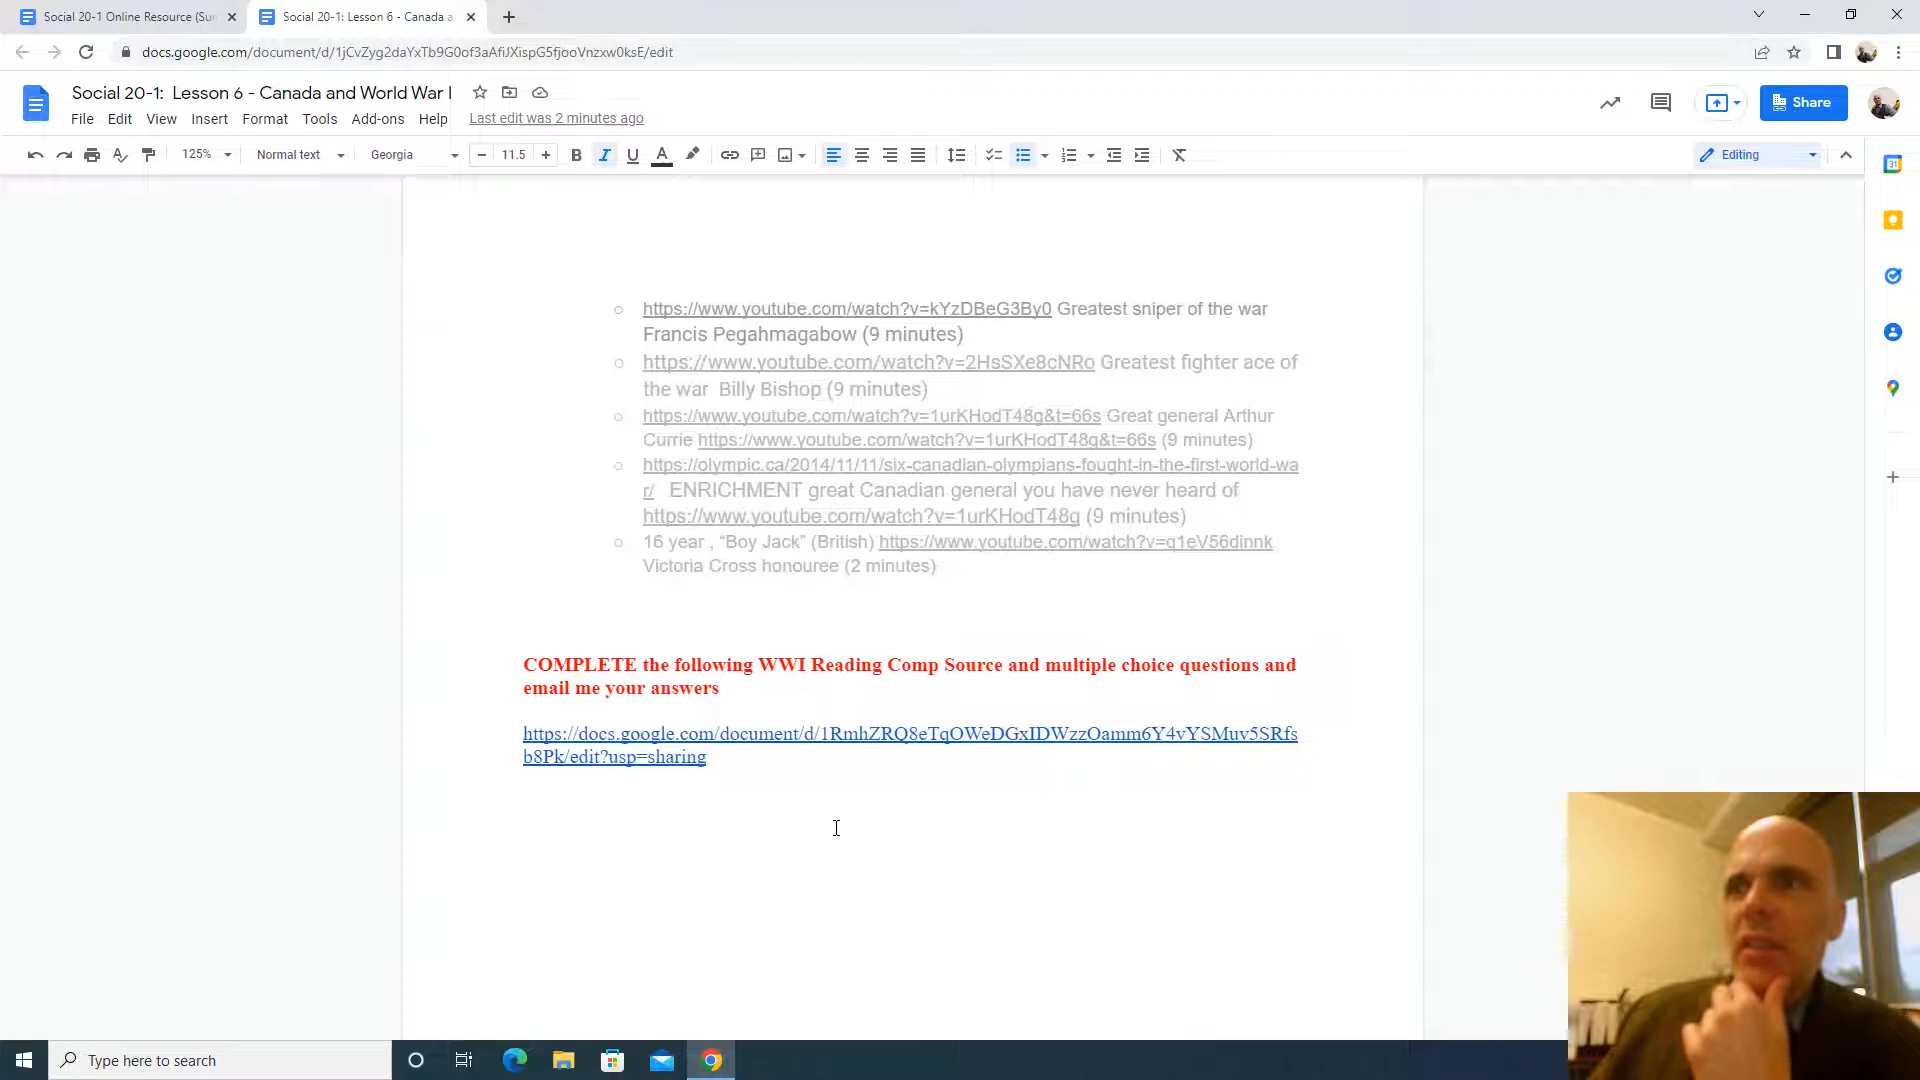 Social 20-1 Online Resource (Su
Social 20-1: Lesson 6 - Canada a
docs.google.com/document/d/1jCvZyg2daYxTb9G0of3aAfiJXispG5fjooVnzxw0ksE/edit
Social 20-1: Lesson 6 - Canada and World War I
File Edit View Insert Format Tools Add-ons Help Last edit was 2 minutes ago
Share
125% Normal text Georgia 11.5
Editing
31
https://www.youtube.com/watch?v=kYzDBeG3By0 Greatest sniper of the war
Francis Pegahmagabow (9 minutes)
https://www.youtube.com/watch?v=2HsSXe8cNRo Greatest fighter ace of
the war Billy Bishop (9 minutes)
https://www.youtube.com/watch?v=1urKHodT48g&t=66s Great general Arthur
Currie https://www.youtube.com/watch?v=1urKHodT48g&t=66s (9 minutes)
https://olympic.ca/2014/11/11/six-canadian-olympians-fought-in-the-first-world-wa
r/ ENRICHMENT great Canadian general you have never heard of
https://www.youtube.com/watch?v=1urKHodT48g (9 minutes)
16 year , “Boy Jack” (British) https://www.youtube.com/watch?v=q1eV56dinnk
Victoria Cross honouree (2 minutes)
COMPLETE the following WWI Reading Comp Source and multiple choice questions and
email me your answers
https://docs.google.com/document/d/1RmhZRQ8eTqOWeDGxIDWzzOamm6Y4vYSMuv5SRfs
b8Pk/edit?usp=sharing
Type here to search